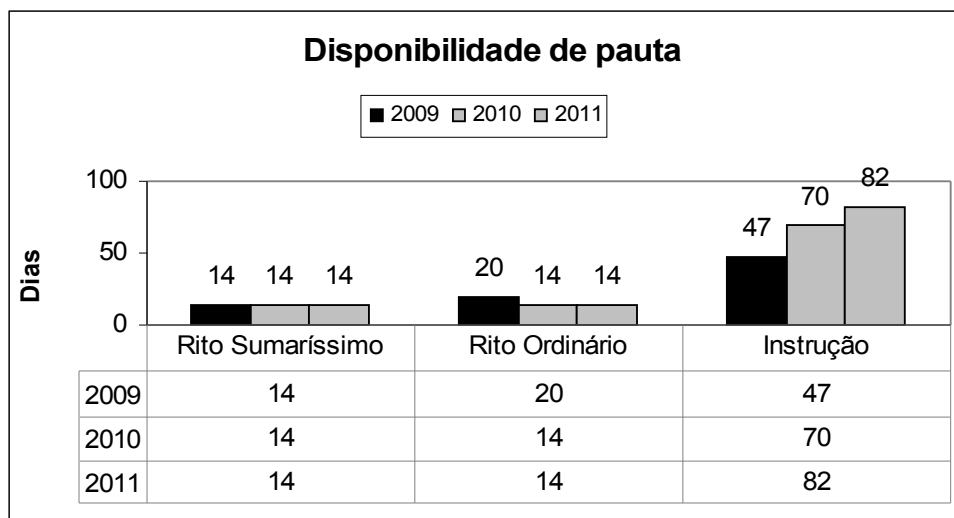 Disponibilidade de pauta
2009 2010 2011
Dias
100
50
0
14 14 14
20 14 14
47 70 82
Rito Sumaríssimo Rito Ordinário Instrução
2009 14 20 47
2010 14 14 70
2011 14 14 82